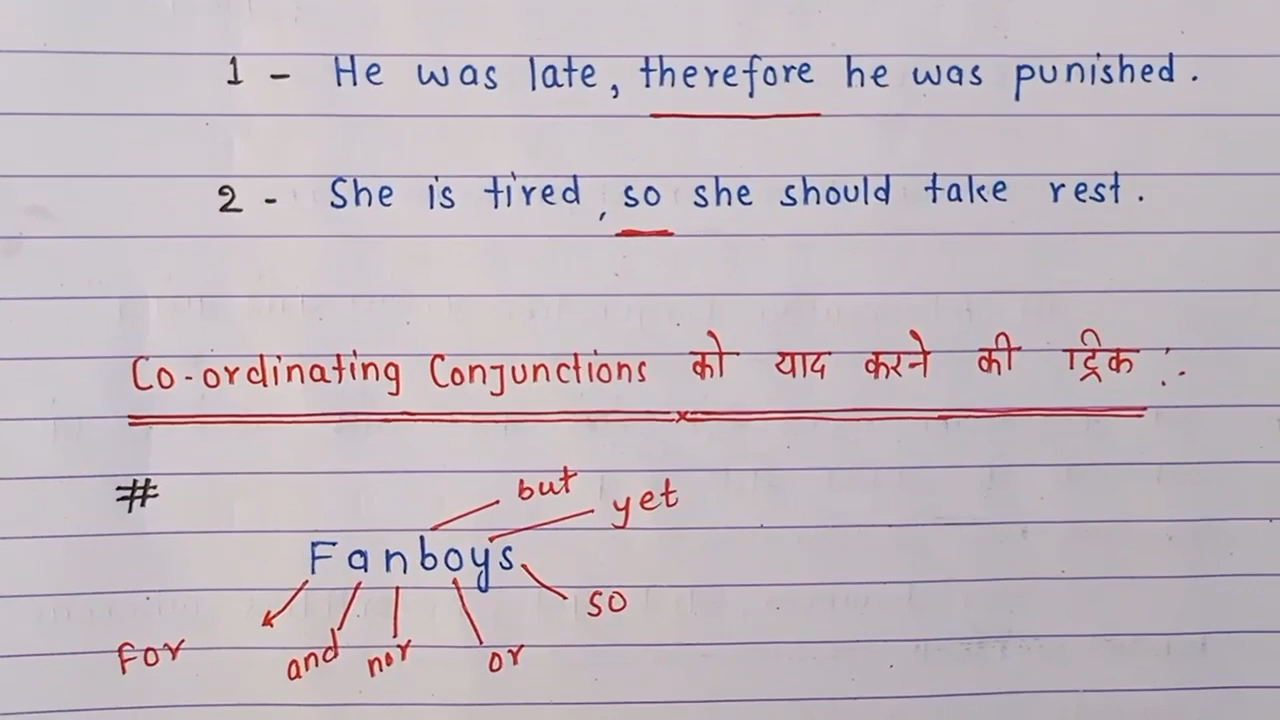 1 - He was late, therefore he was punished.
2 - She is tired, so she should take rest.
Co-ordinating Conjunctions को याद करने की ट्रिक :-
#
but yet
Fanboys
so
For and nor or